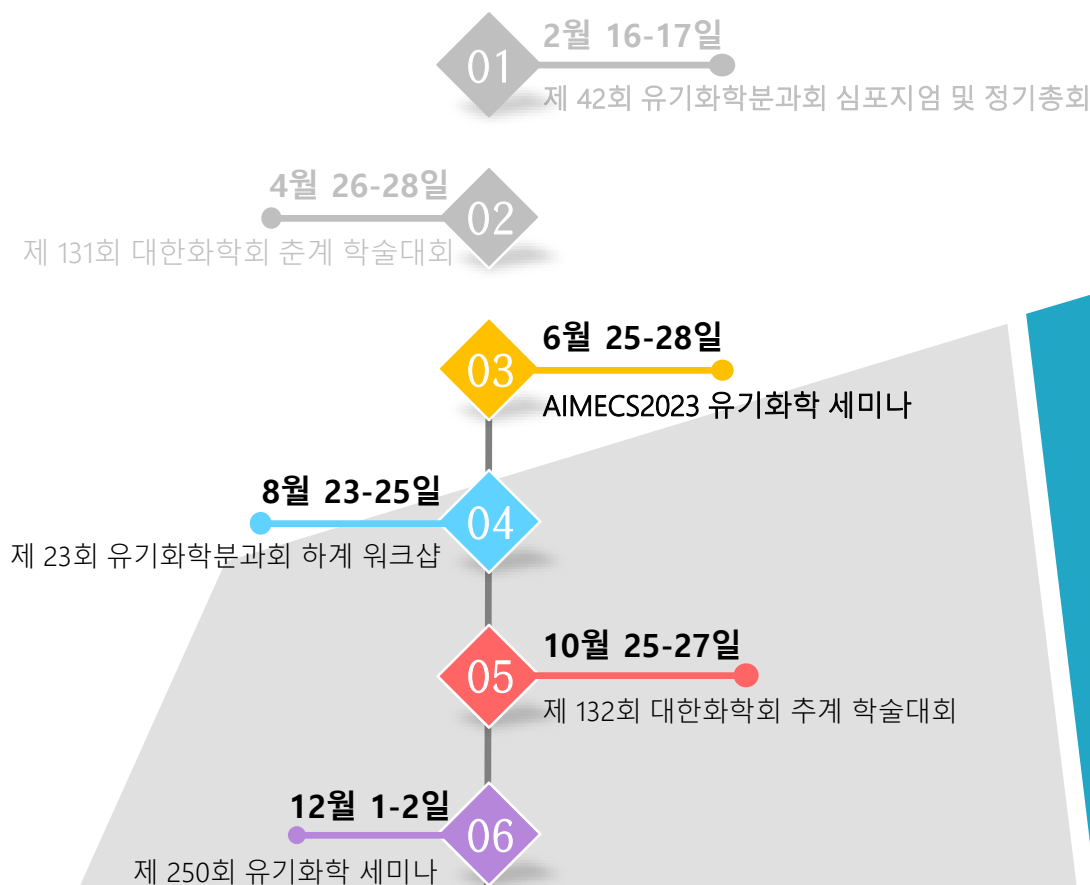 01
2월 16-17일
제 42회 유기화학분과회 심포지엄 및 정기총회
4월 26-28일
02
제 131회 대한화학회 춘계 학술대회
03
6월 25-28일
AIMECS2023 유기화학 세미나
8월 23-25일
04
제 23회 유기화학분과회 하계 워크샵
05
10월 25-27일
제 132회 대한화학회 추계 학술대회
12월 1-2일
06
제 250회 유기화학 세미나